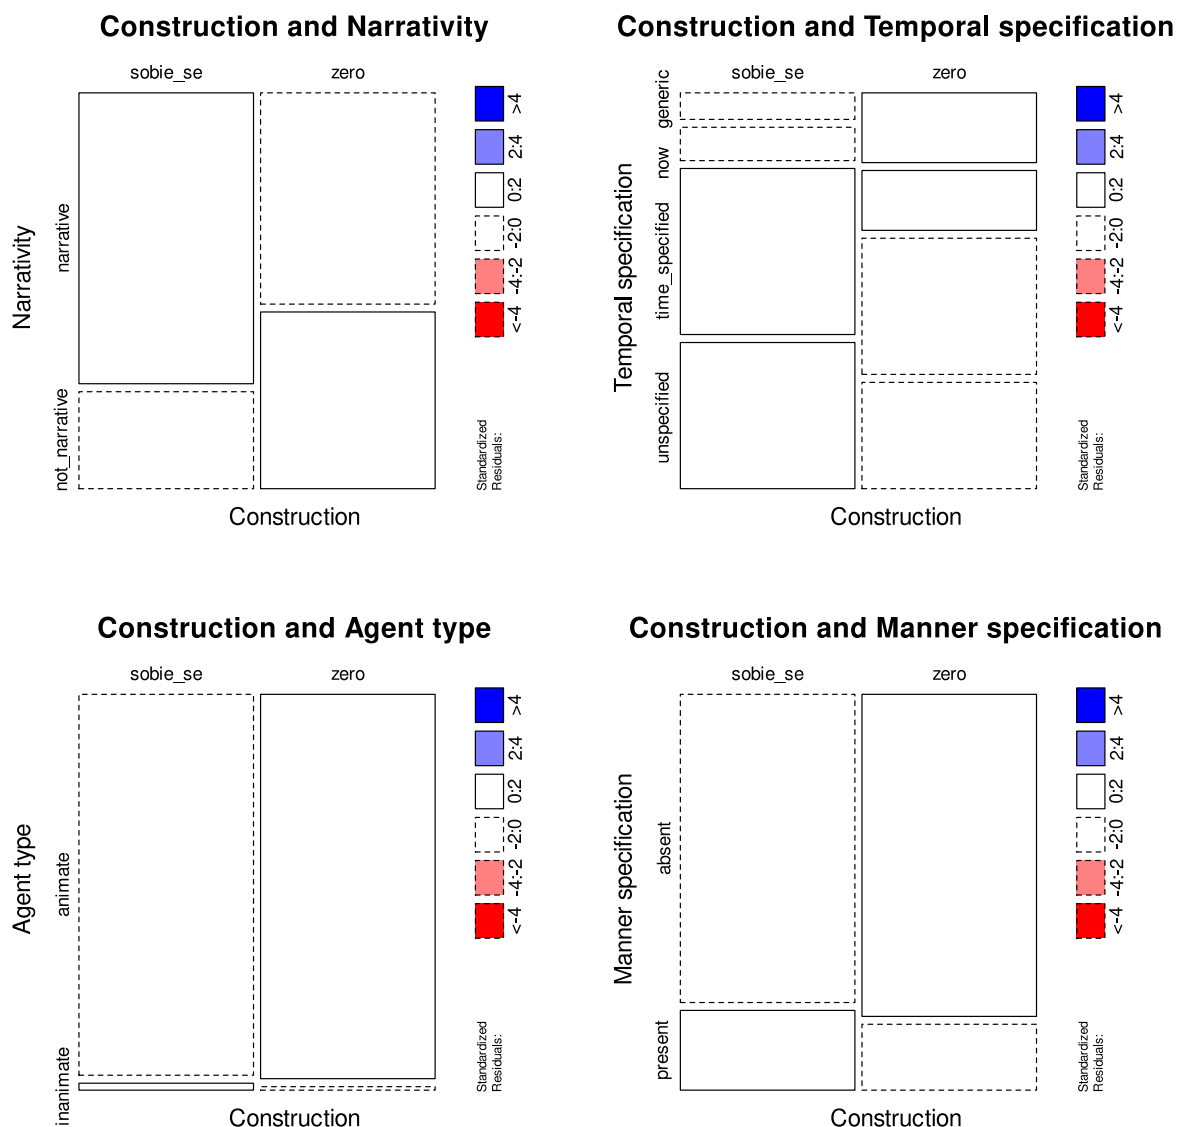 Construction and Narrativity
sobie_se zero
Narrativity
narrative
not_narrative
Construction
>4
2:4
0:2
-2:0
-4:-2
<-4
Standardized
Residuals:
Construction and Temporal specification
sobie_se zero
Temporal specification
generic
now
time_specified
unspecified
Construction
>4
2:4
0:2
-2:0
-4:-2
<-4
Standardized
Residuals:
Construction and Agent type
sobie_se zero
Agent type
animate
inanimate
Construction
>4
2:4
0:2
-2:0
-4:-2
<-4
Standardized
Residuals:
Construction and Manner specification
sobie_se zero
Manner specification
absent
present
Construction
>4
2:4
0:2
-2:0
-4:-2
<-4
Standardized
Residuals: